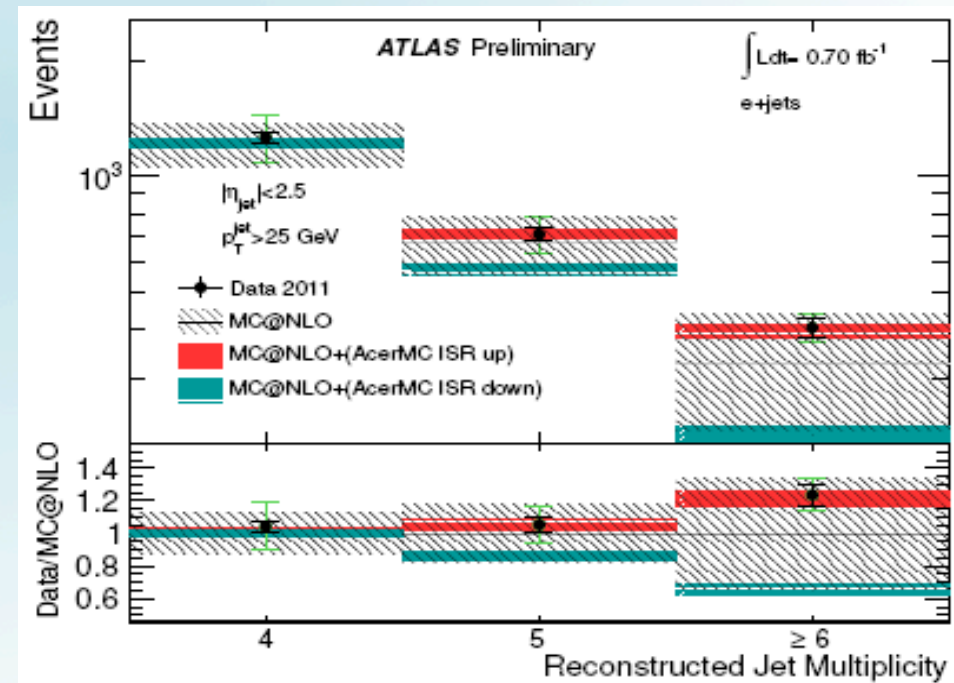 ATLAS Preliminary
∫Ldt= 0.70 fb⁻¹
e+jets
Events
10³
|η_jet|<2.5
p_T^jet>25 GeV
Data 2011
MC@NLO
MC@NLO+(AcerMC ISR up)
MC@NLO+(AcerMC ISR down)
Data/MC@NLO
1.4
1.2
1
0.8
0.6
4 5 ≥ 6
Reconstructed Jet Multiplicity